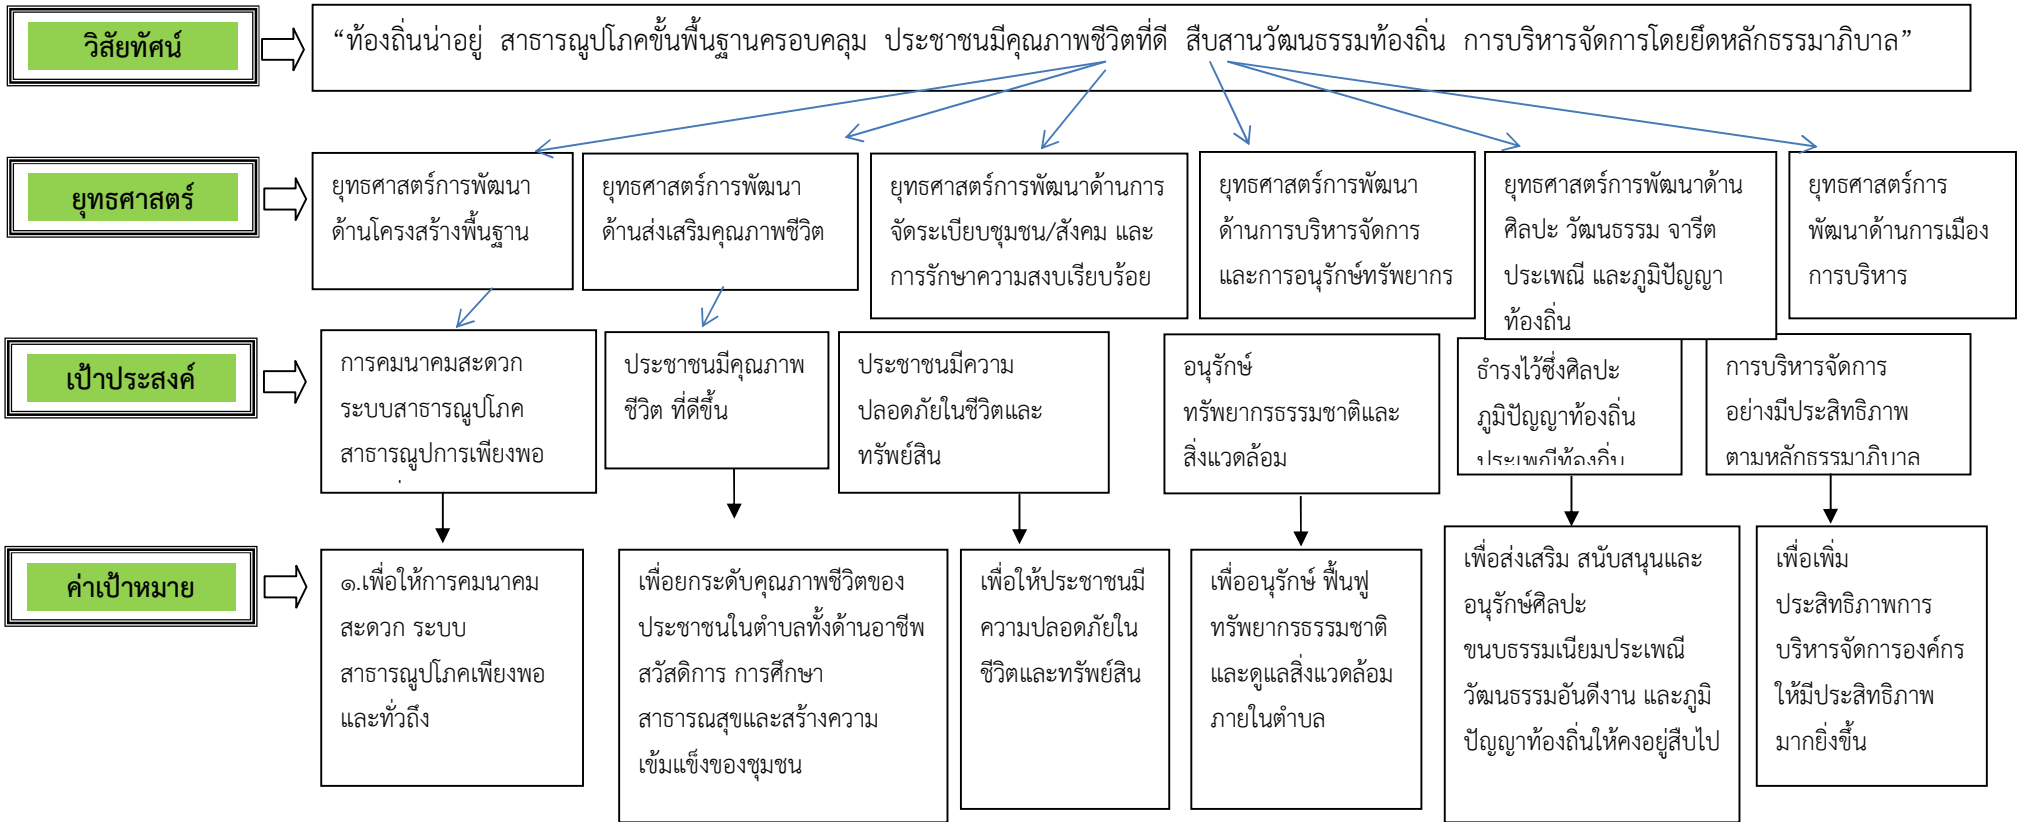 วิสัยทัศน์
“ท้องถิ่นน่าอยู่ สาธารณูปโภคขั้นพื้นฐานครอบคลุม ประชาชนมีคุณภาพชีวิตที่ดี สืบสานวัฒนธรรมท้องถิ่น การบริหารจัดการโดยยึดหลักธรรมาภิบาล”
ยุทธศาสตร์
ยุทธศาสตร์การพัฒนา
ด้านโครงสร้างพื้นฐาน
ยุทธศาสตร์การพัฒนา
ด้านส่งเสริมคุณภาพชีวิต
ยุทธศาสตร์การพัฒนาด้านการ
จัดระเบียบชุมชน/สังคม และ
การรักษาความสงบเรียบร้อย
ยุทธศาสตร์การพัฒนา
ด้านการบริหารจัดการ
และการอนุรักษ์ทรัพยากร
ยุทธศาสตร์การพัฒนาด้าน
ศิลปะ วัฒนธรรม จารีต
ประเพณี และภูมิปัญญา
ท้องถิ่น
ยุทธศาสตร์การ
พัฒนาด้านการเมือง
การบริหาร
เป้าประสงค์
การคมนาคมสะดวก
ระบบสาธารณูปโภค
สาธารณูปการเพียงพอ
ประชาชนมีคุณภาพ
ชีวิต ที่ดีขึ้น
ประชาชนมีความ
ปลอดภัยในชีวิตและ
ทรัพย์สิน
อนุรักษ์
ทรัพยากรธรรมชาติและ
สิ่งแวดล้อม
ธำรงไว้ซึ่งศิลปะ
ภูมิปัญญาท้องถิ่น
ประเพณีท้องถิ่น
การบริหารจัดการ
อย่างมีประสิทธิภาพ
ตามหลักธรรมาภิบาล
ค่าเป้าหมาย
๑.เพื่อให้การคมนาคม
สะดวก ระบบ
สาธารณูปโภคเพียงพอ
และทั่วถึง
เพื่อยกระดับคุณภาพชีวิตของ
ประชาชนในตำบลทั้งด้านอาชีพ
สวัสดิการ การศึกษา
สาธารณสุขและสร้างความ
เข้มแข็งของชุมชน
เพื่อให้ประชาชนมี
ความปลอดภัยใน
ชีวิตและทรัพย์สิน
เพื่ออนุรักษ์ ฟื้นฟู
ทรัพยากรธรรมชาติ
และดูแลสิ่งแวดล้อม
ภายในตำบล
เพื่อส่งเสริม สนับสนุนและ
อนุรักษ์ศิลปะ
ขนบธรรมเนียมประเพณี
วัฒนธรรมอันดีงาน และภูมิ
ปัญญาท้องถิ่นให้คงอยู่สืบไป
เพื่อเพิ่ม
ประสิทธิภาพการ
บริหารจัดการองค์กร
ให้มีประสิทธิภาพ
มากยิ่งขึ้น